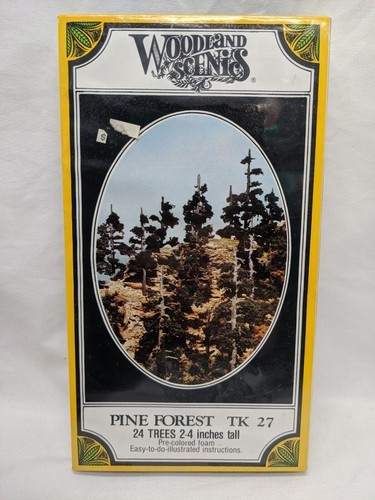 WOODLAND
SCENICS ®
$
PINE FOREST TK 27
24 TREES 2-4 inches tall
Pre-colored foam
Easy-to-do-illustrated instructions.